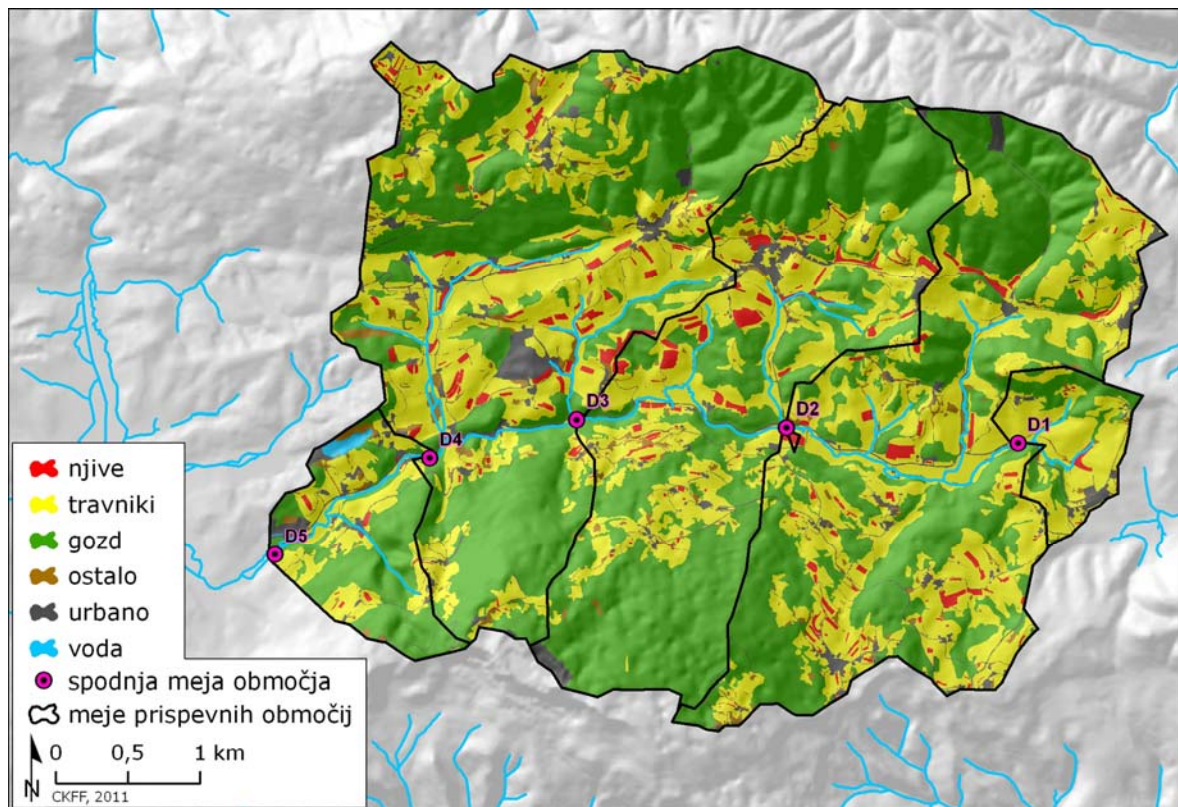 D3
D2
D1
D4
D5
njive
travniki
gozd
ostalo
urbano
voda
spodnja meja območja
meje prispevnih območij
0 0,5 1 km
N
CKFF, 2011